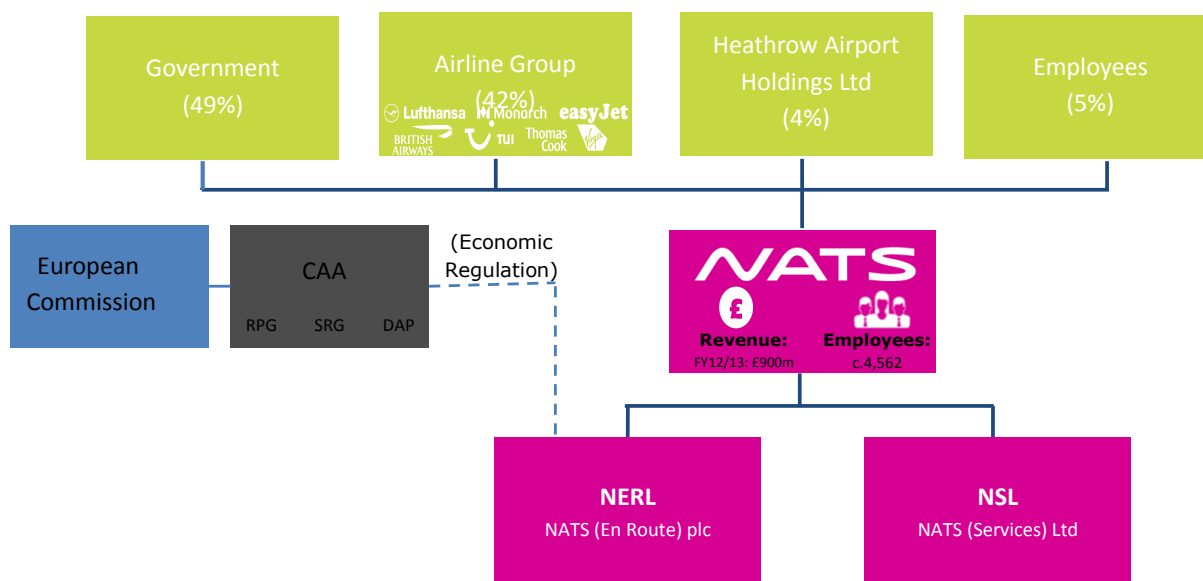 Government
(49%)
Airline Group
(42%)
Lufthansa Monarch easyJet
BRITISH
AIRWAYS
TUI
Thomas
Cook
Virgin
Heathrow Airport
Holdings Ltd
(4%)
Employees
(5%)
European
Commission
CAA
RPG SRG DAP
(Economic
Regulation)
NATS
£
Revenue:
FY12/13: £900m
Employees:
c.4,562
NERL
NATS (En Route) plc
NSL
NATS (Services) Ltd